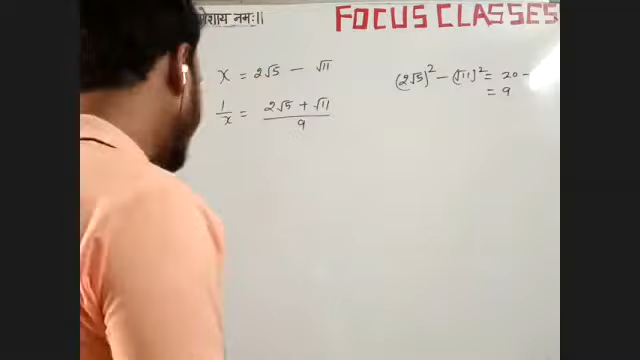 नमः।।
FOCUS CLASSES
x = 2√5 - √11
1/x = (2√5 + √11)/9
(2√5)² - (√11)² = 20 -
= 9